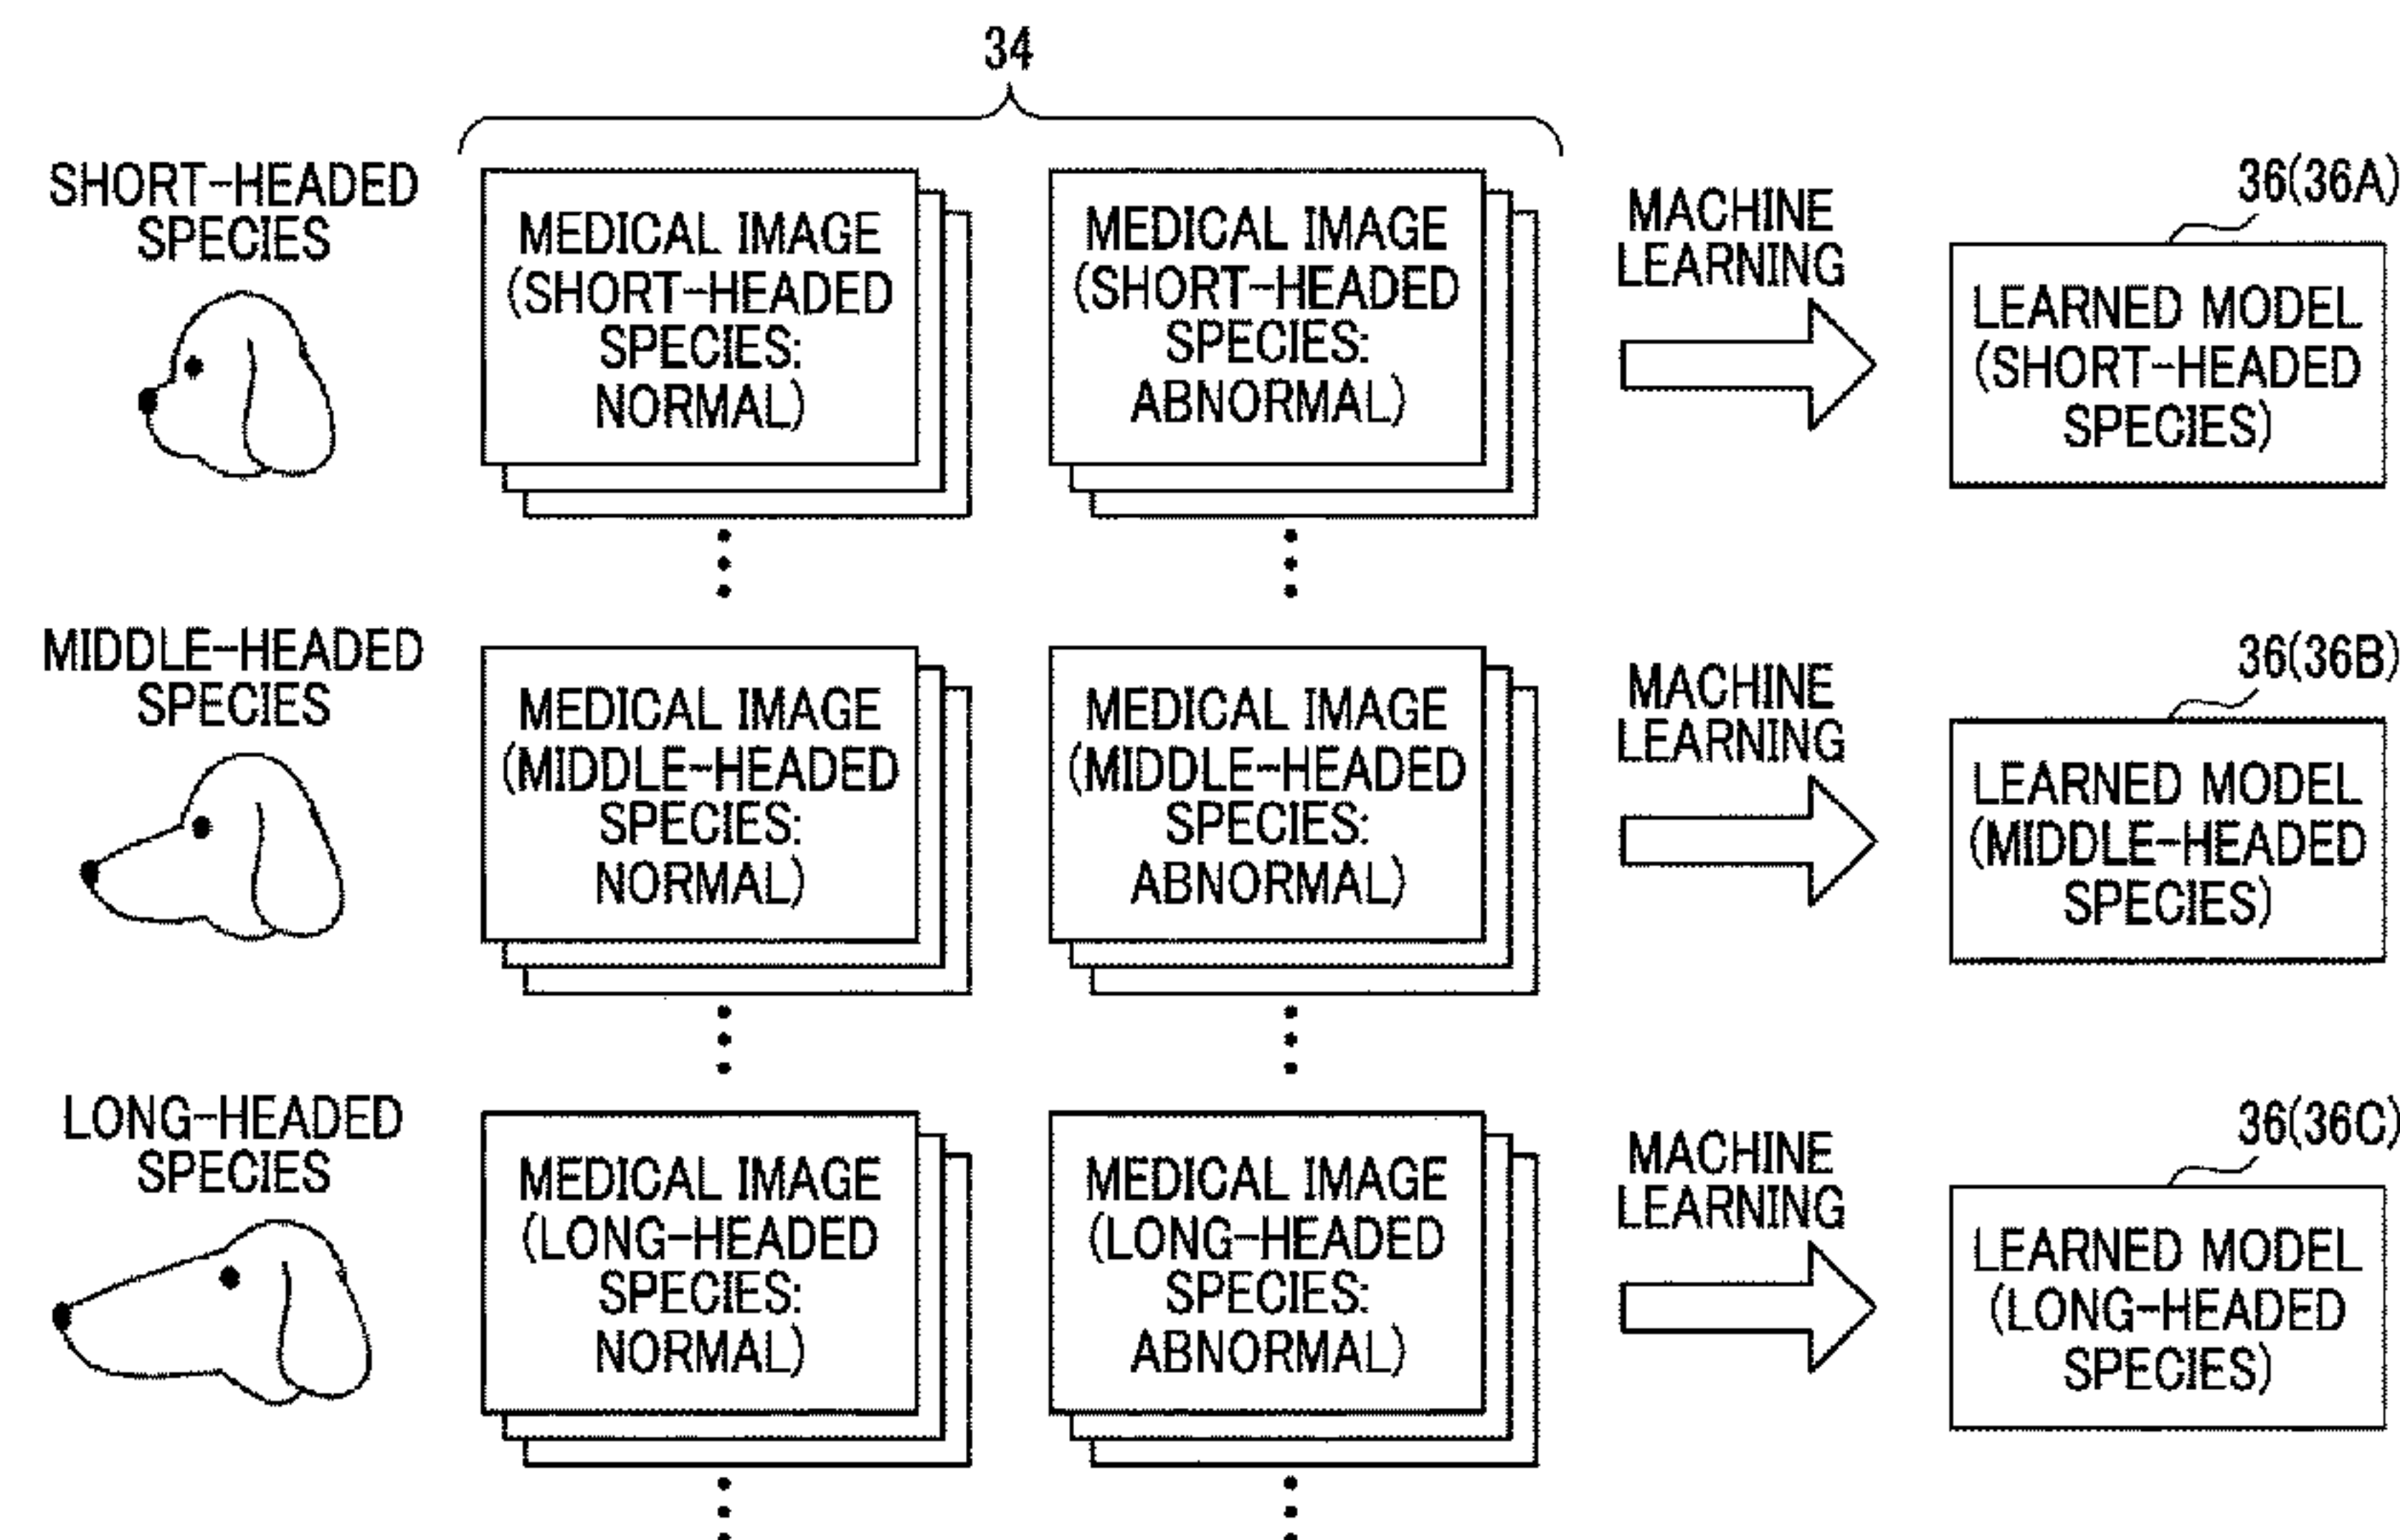 34
SHORT-HEADED
SPECIES
MEDICAL IMAGE
(SHORT-HEADED
SPECIES:
NORMAL)
MEDICAL IMAGE
(SHORT-HEADED
SPECIES:
ABNORMAL)
MACHINE
LEARNING
36(36A)
LEARNED MODEL
(SHORT-HEADED
SPECIES)
MIDDLE-HEADED
SPECIES
MEDICAL IMAGE
(MIDDLE-HEADED
SPECIES:
NORMAL)
MEDICAL IMAGE
(MIDDLE-HEADED
SPECIES:
ABNORMAL)
MACHINE
LEARNING
36(36B)
LEARNED MODEL
(MIDDLE-HEADED
SPECIES)
LONG-HEADED
SPECIES
MEDICAL IMAGE
(LONG-HEADED
SPECIES:
NORMAL)
MEDICAL IMAGE
(LONG-HEADED
SPECIES:
ABNORMAL)
MACHINE
LEARNING
36(36C)
LEARNED MODEL
(LONG-HEADED
SPECIES)